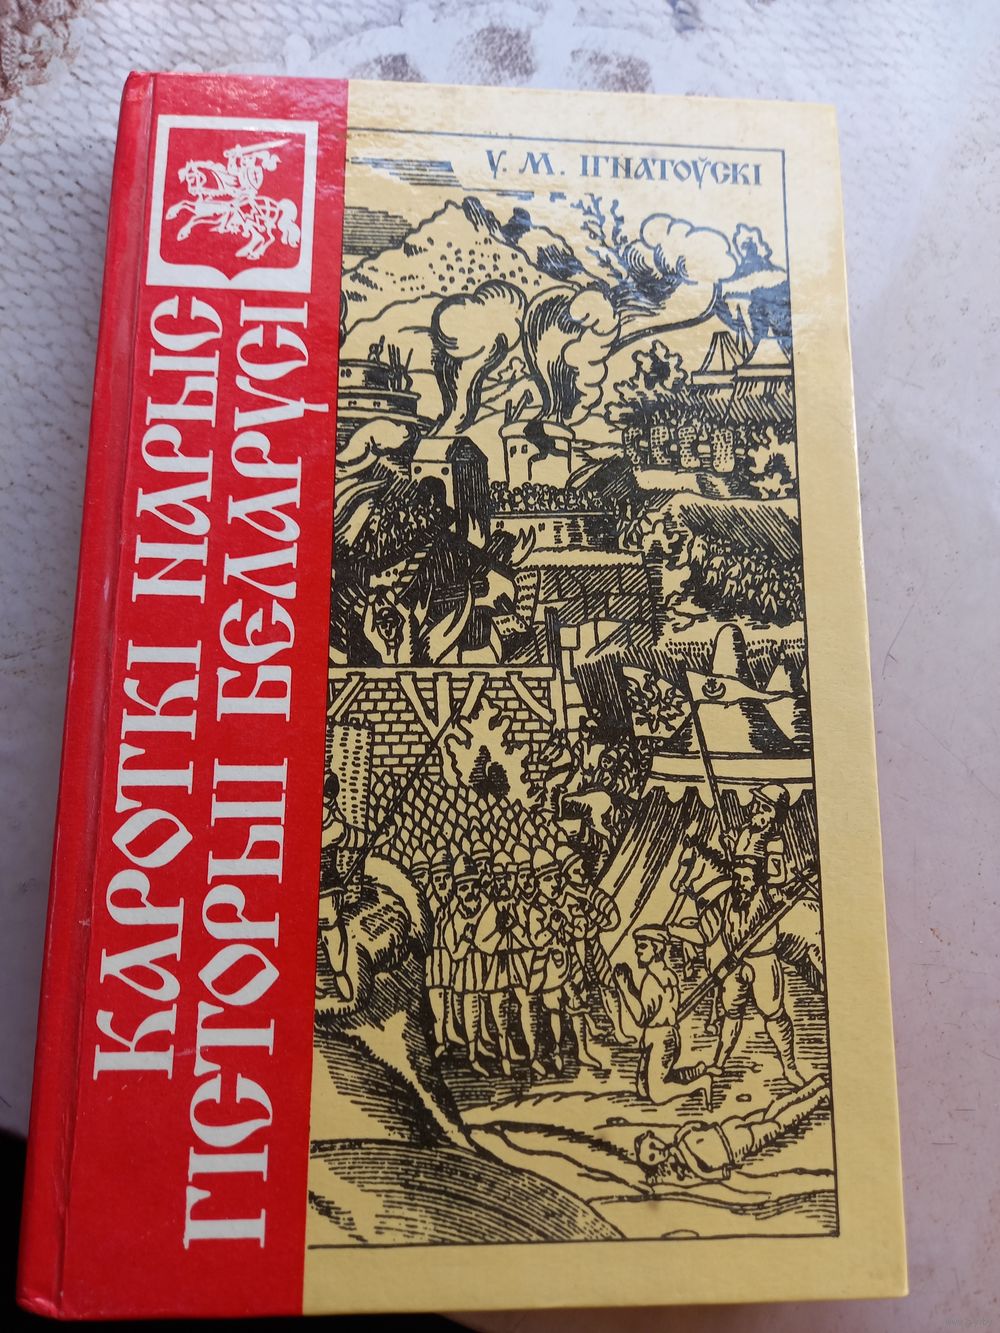 У. М. ІГНАТОЎСКІ
КАРОТКІ НАРЫС
ГІСТОРЫІ БЕЛАРУСІ